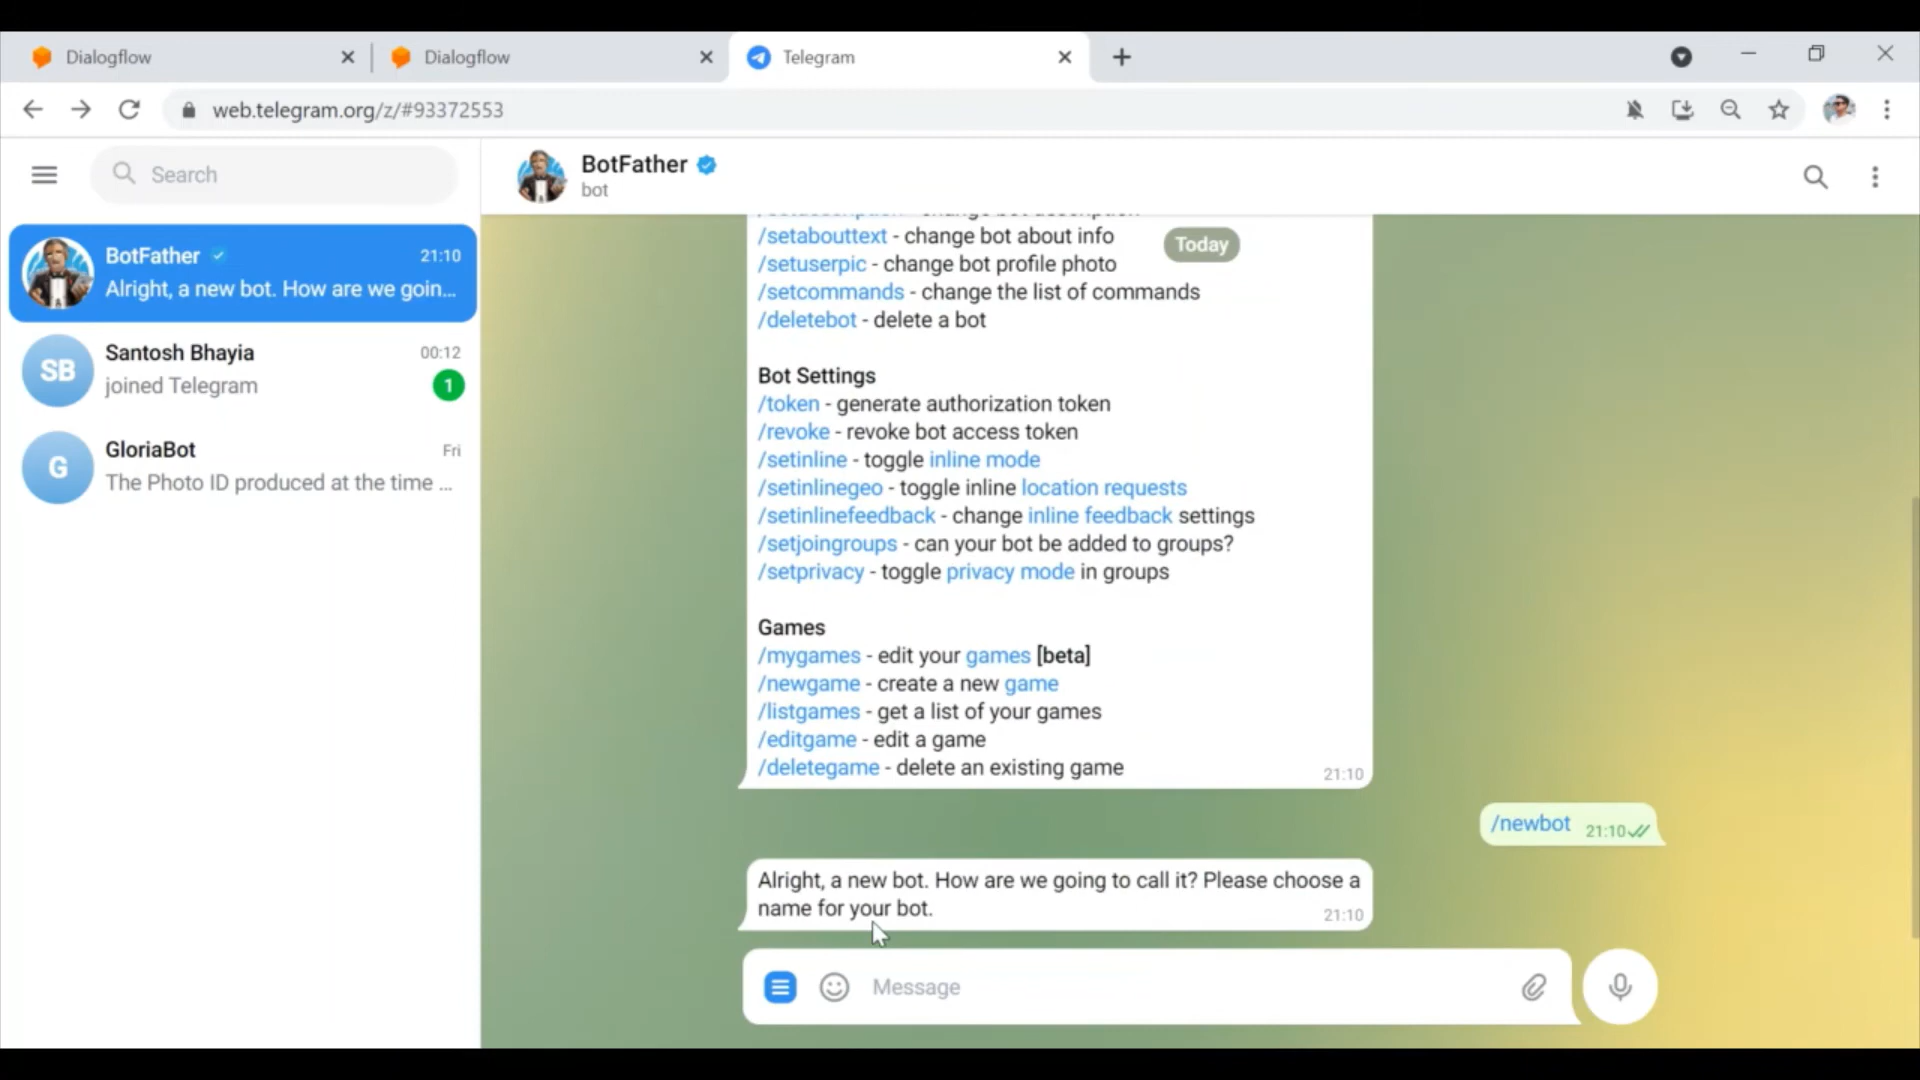 Dialogflow
Dialogflow
Telegram
web.telegram.org/z/#93372553
Search
BotFather
bot
BotFather 21:10
Alright, a new bot. How are we goin...
SB
Santosh Bhayia 00:12
joined Telegram 1
G
GloriaBot Fri
The Photo ID produced at the time ...
Today
/setabouttext - change bot about info
/setuserpic - change bot profile photo
/setcommands - change the list of commands
/deletebot - delete a bot
Bot Settings
/token - generate authorization token
/revoke - revoke bot access token
/setinline - toggle inline mode
/setinlinegeo - toggle inline location requests
/setinlinefeedback - change inline feedback settings
/setjoingroups - can your bot be added to groups?
/setprivacy - toggle privacy mode in groups
Games
/mygames - edit your games [beta]
/newgame - create a new game
/listgames - get a list of your games
/editgame - edit a game
/deletegame - delete an existing game
21:10
/newbot 21:10
Alright, a new bot. How are we going to call it? Please choose a
name for your bot.
21:10
Message